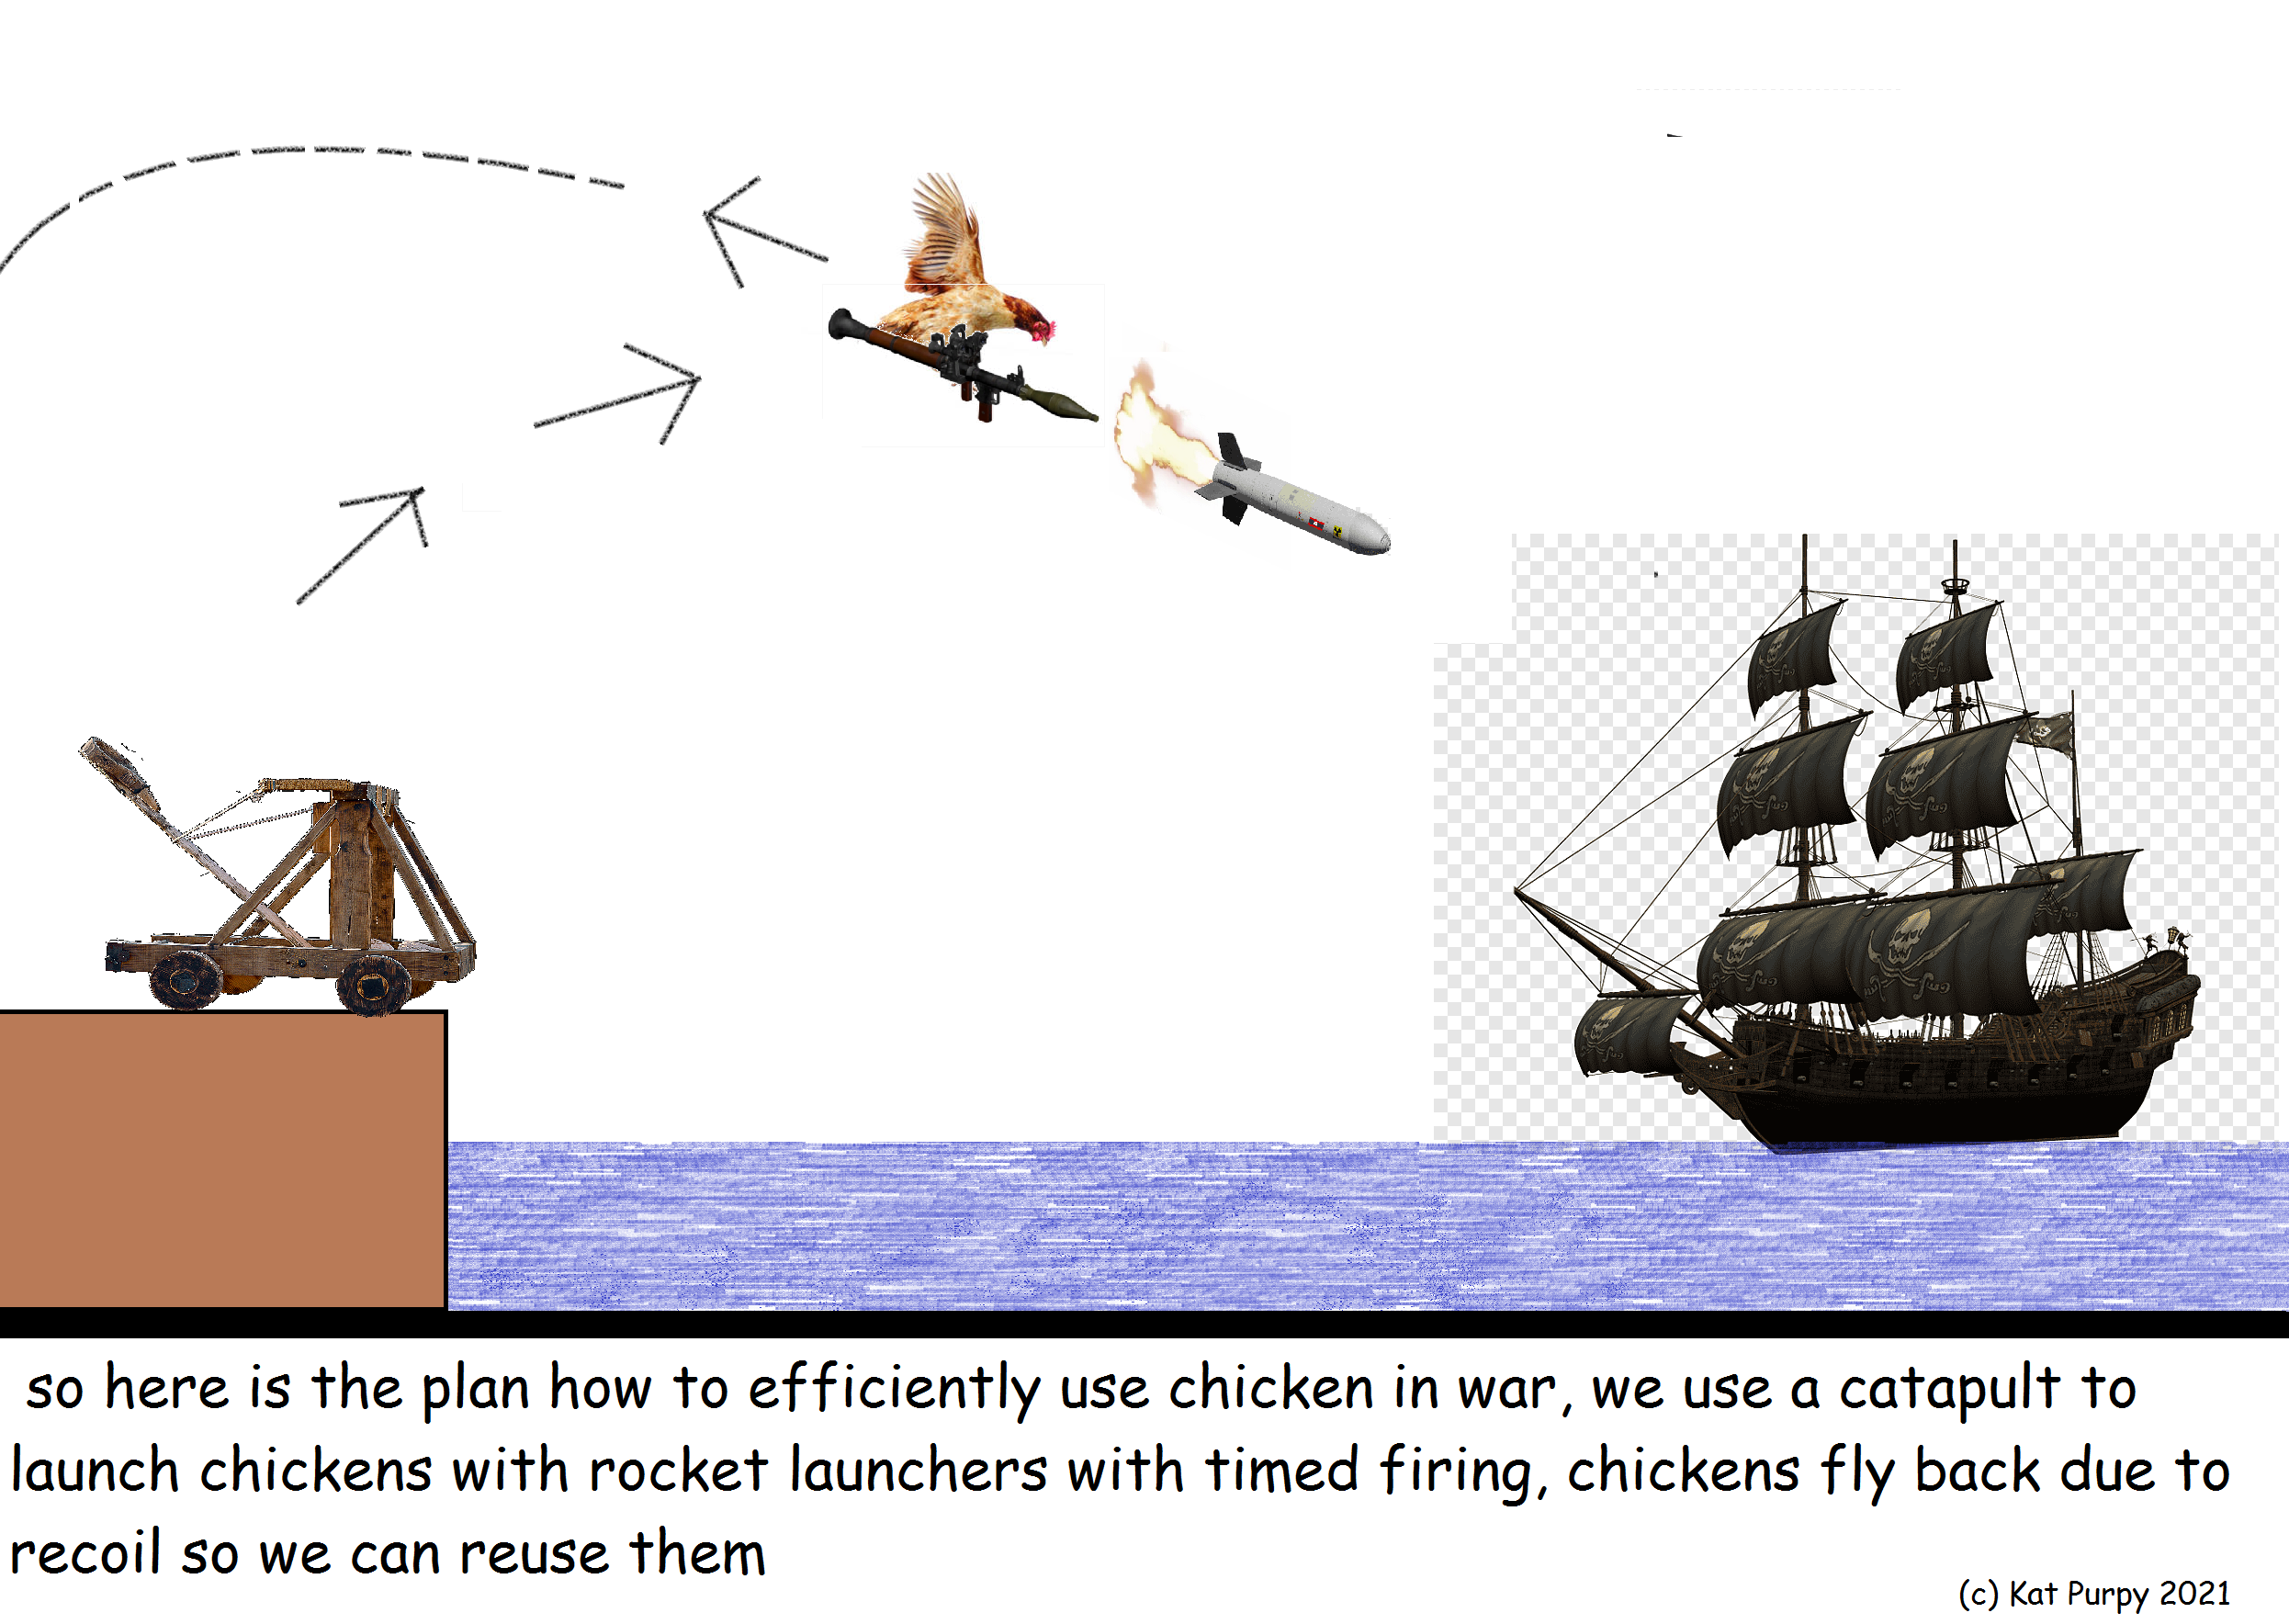 so here is the plan how to efficiently use chicken in war, we use a catapult to
launch chickens with rocket launchers with timed firing, chickens fly back due to
recoil so we can reuse them
(c) Kat Purpy 2021